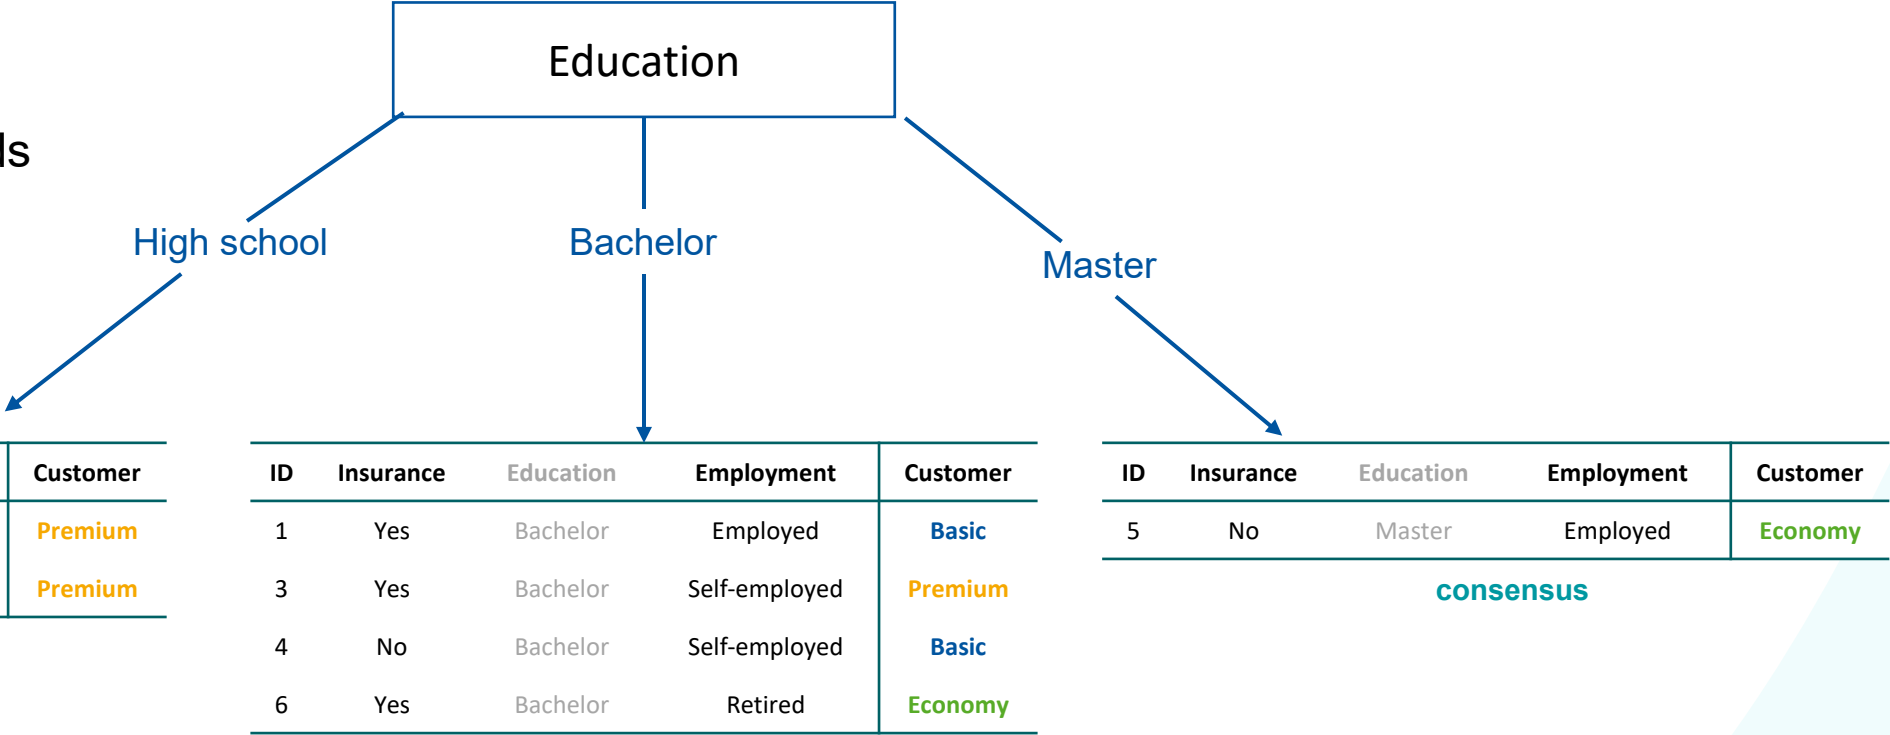 Education
ls
High school
Bachelor
Master
Customer
Premium
Premium
ID Insurance Education Employment Customer
1 Yes Bachelor Employed Basic
3 Yes Bachelor Self-employed Premium
4 No Bachelor Self-employed Basic
6 Yes Bachelor Retired Economy
ID Insurance Education Employment Customer
5 No Master Employed Economy
consensus